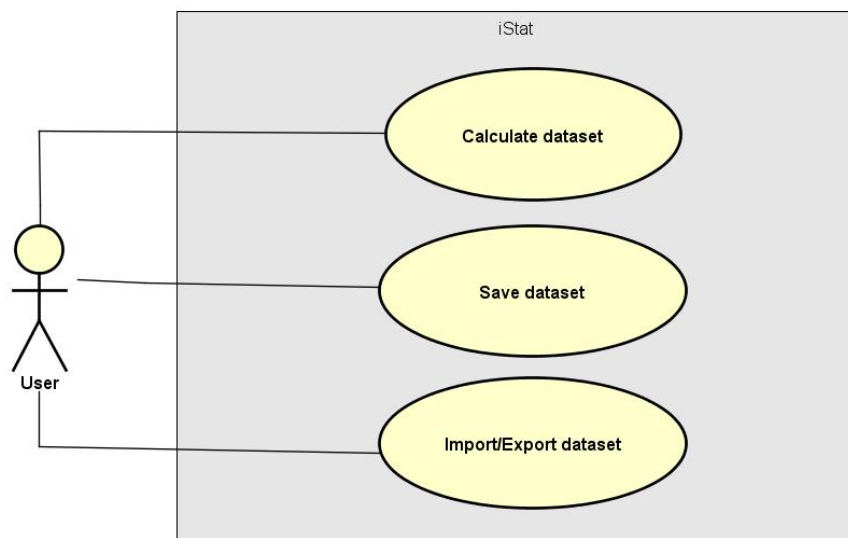 iStat
Calculate dataset
Save dataset
User
Import/Export dataset